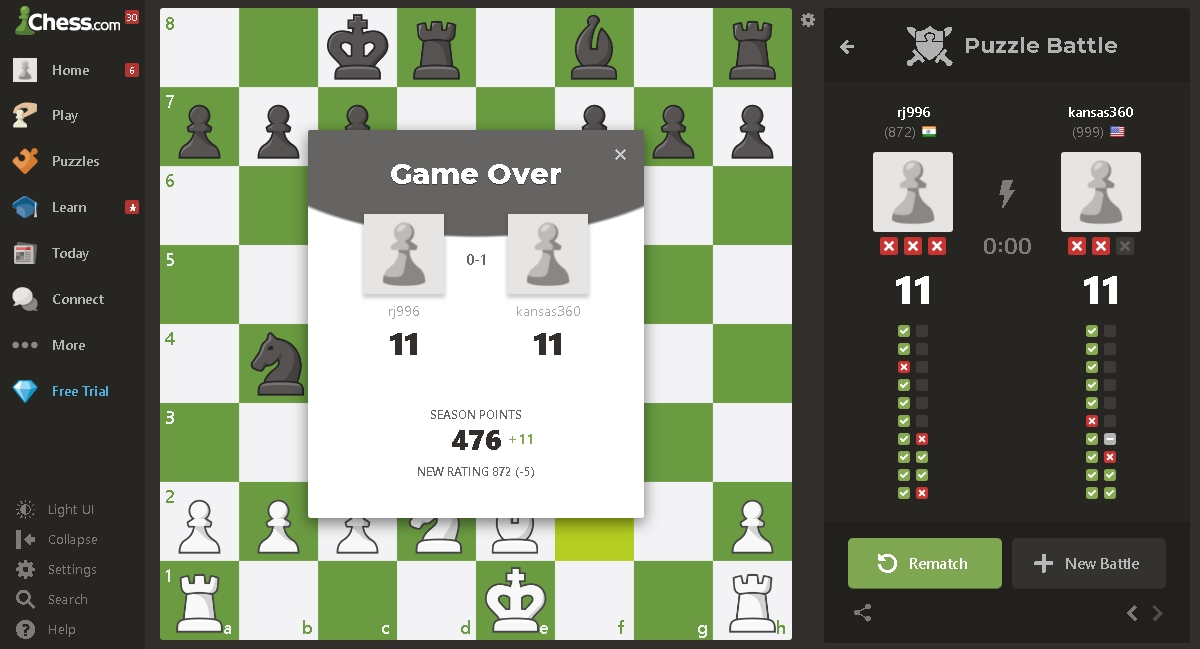 Chess.com
30
Home
6
Play
Puzzles
Learn
Today
Connect
More
Free Trial
Light UI
Collapse
Settings
Search
Help
8
7
6
5
4
3
2
1
a
b
c
d
e
f
g
h
Game Over
0-1
rj996
kansas360
11
11
SEASON POINTS
476 +11
NEW RATING 872 (-5)
Puzzle Battle
rj996
(872)
kansas360
(999)
0:00
11
11
Rematch
New Battle